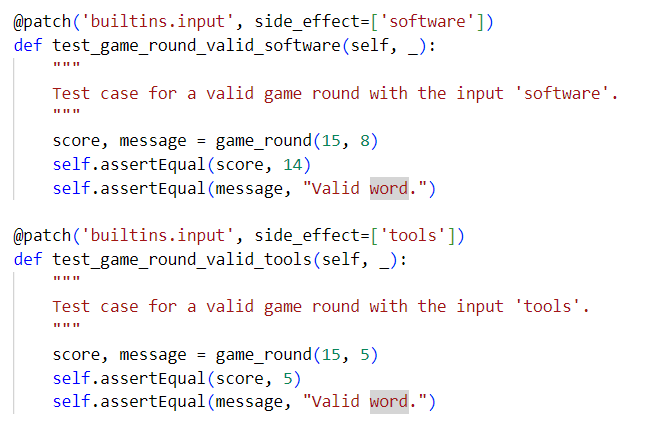 @patch('builtins.input', side_effect=['software'])
def test_game_round_valid_software(self, _):
    """
    Test case for a valid game round with the input 'software'.
    """
    score, message = game_round(15, 8)
    self.assertEqual(score, 14)
    self.assertEqual(message, "Valid word.")
@patch('builtins.input', side_effect=['tools'])
def test_game_round_valid_tools(self, _):
    """
    Test case for a valid game round with the input 'tools'.
    """
    score, message = game_round(15, 5)
    self.assertEqual(score, 5)
    self.assertEqual(message, "Valid word.")